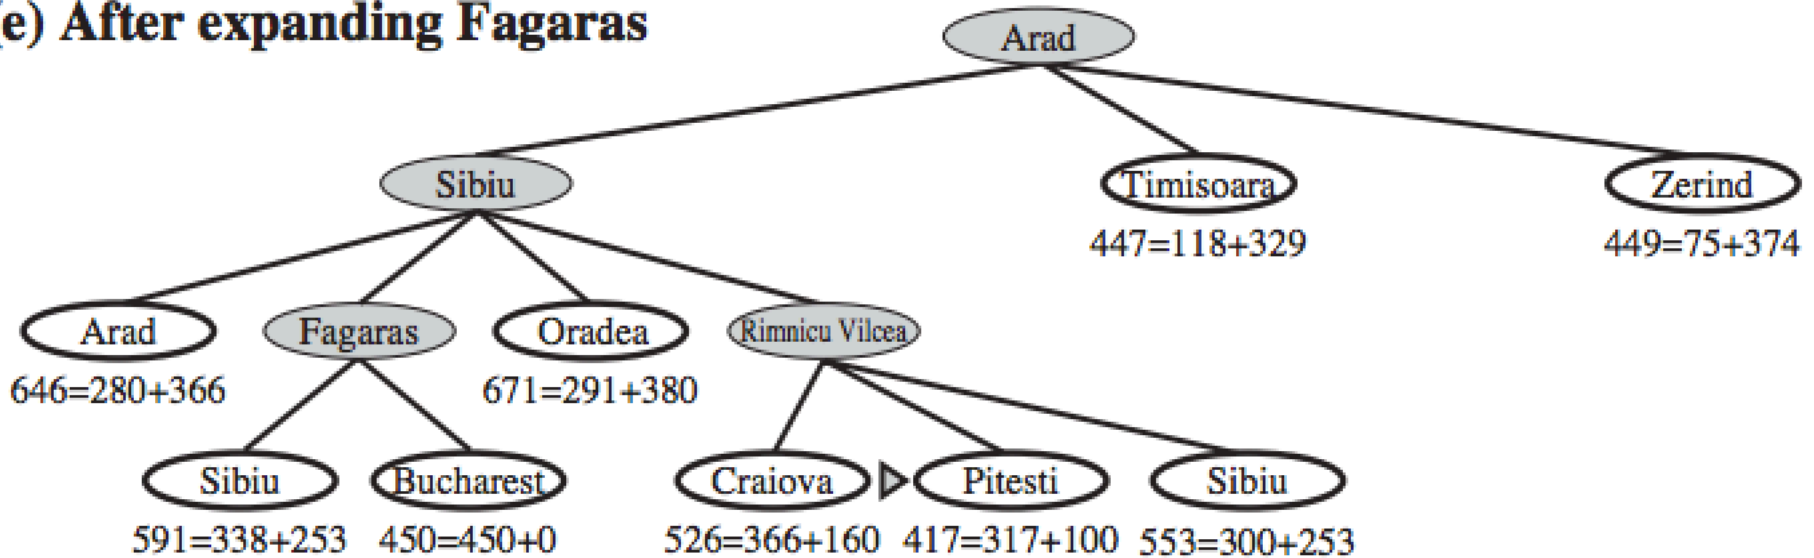 (e) After expanding Fagaras
Arad
Sibiu
Timisoara
Zerind
447=118+329
449=75+374
Arad
Fagaras
Oradea
Rimnicu Vilcea
646=280+366
671=291+380
Sibiu
Bucharest
Craiova
Pitesti
Sibiu
591=338+253
450=450+0
526=366+160
417=317+100
553=300+253